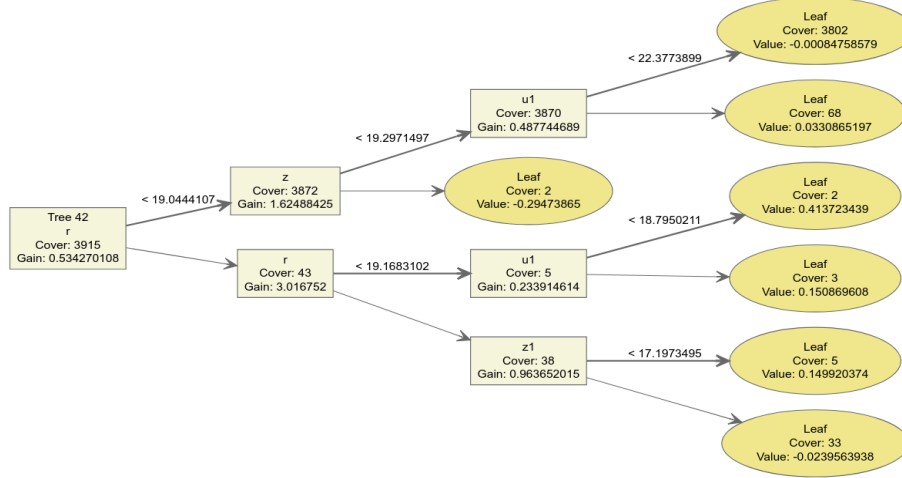 Leaf
Cover: 3802
Value: -0.00084758579
< 22.3773899
u1
Cover: 3870
Gain: 0.487744689
Leaf
Cover: 68
Value: 0.0330865197
< 19.2971497
z
Cover: 3872
Gain: 1.62488425
Leaf
Cover: 2
Value: -0.29473865
< 19.0444107
Tree 42
r
Cover: 3915
Gain: 0.534270108
Leaf
Cover: 2
Value: 0.413723439
< 18.7950211
r
Cover: 43
Gain: 3.016752
< 19.1683102
u1
Cover: 5
Gain: 0.233914614
Leaf
Cover: 3
Value: 0.150869608
z1
Cover: 38
Gain: 0.963652015
< 17.1973495
Leaf
Cover: 5
Value: 0.149920374
Leaf
Cover: 33
Value: -0.0239563938